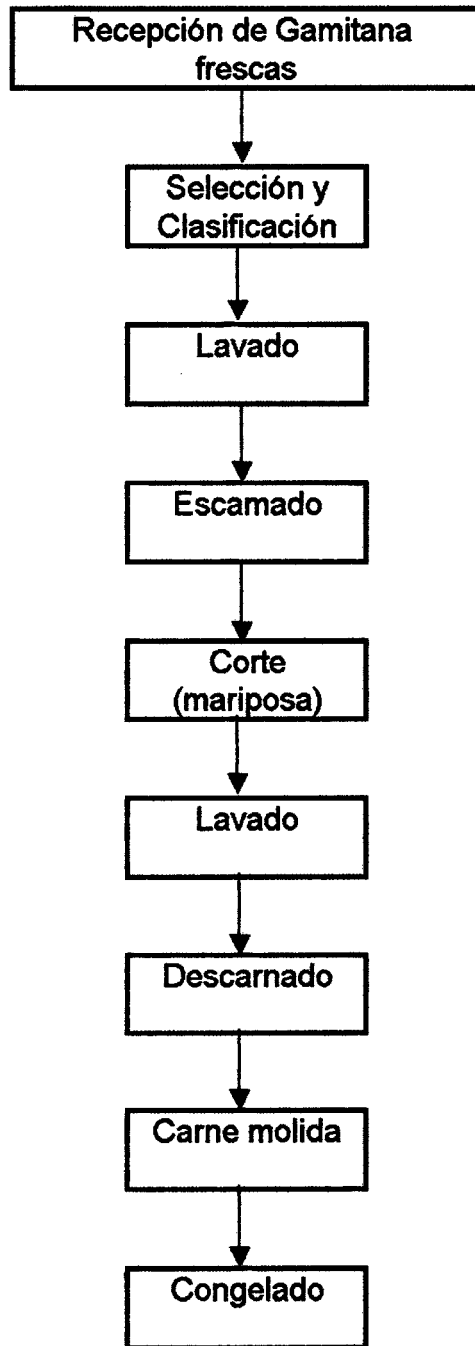 Recepción de Gamitana
frescas
Selección y
Clasificación
Lavado
Escamado
Corte
(mariposa)
Lavado
Descarnado
Carne molida
Congelado